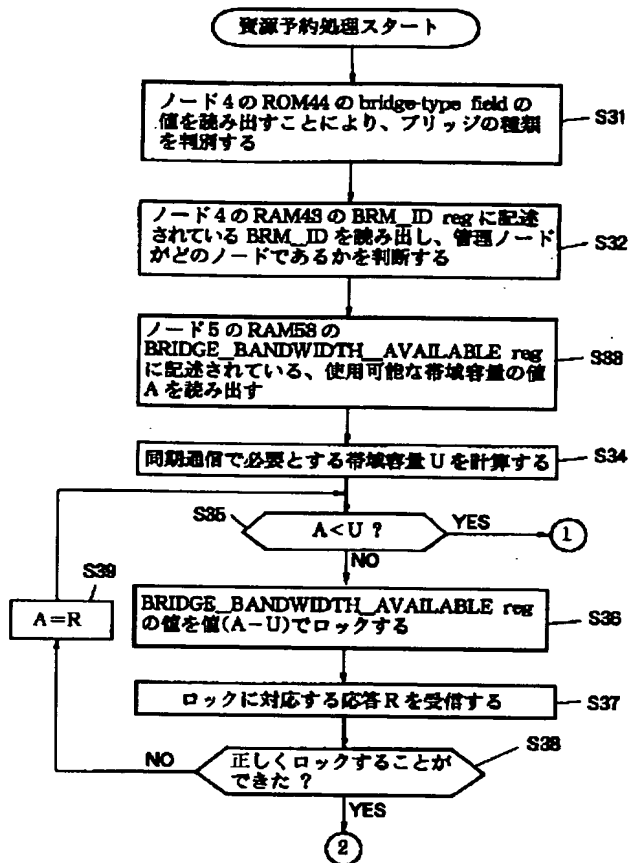 資源予約処理スタート
ノード4のROM44のbridge-type fieldの
値を読み出すことにより、ブリッジの種類
を判別する
S31
ノード4のRAM43のBRM_ID regに記述
されているBRM_IDを読み出し、管理ノード
がどのノードであるかを判断する
S32
ノード5のRAM53の
BRIDGE_BANDWIDTH_AVAILABLE reg
に記述されている、使用可能な帯域容量の値
Aを読み出す
S33
同期通信で必要とする帯域容量Uを計算する
S34
S35
A<U ?
YES
1
NO
S39
A=R
BRIDGE_BANDWIDTH_AVAILABLE reg
の値を値(A-U)でロックする
S36
ロックに対応する応答Rを受信する
S37
NO
正しくロックすることが
できた ?
S38
YES
2